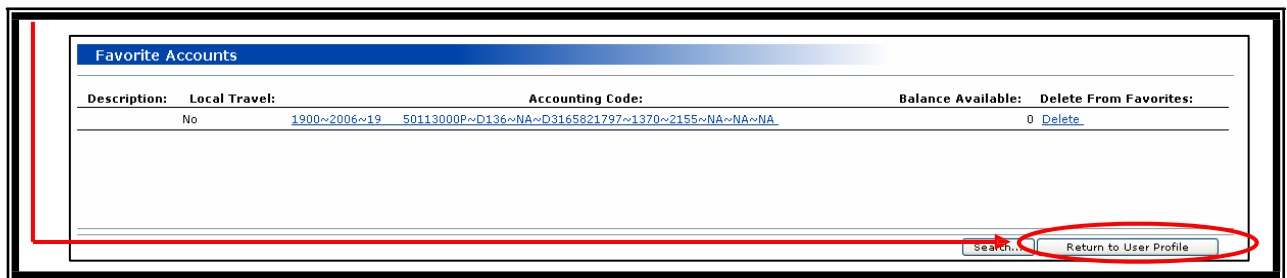 Favorite Accounts
Description: Local Travel: Accounting Code: Balance Available: Delete From Favorites:
No 1900~2006~19 50113000P~D136~NA~D3165821797~1370~2155~NA~NA~NA 0 Delete
Search... Return to User Profile